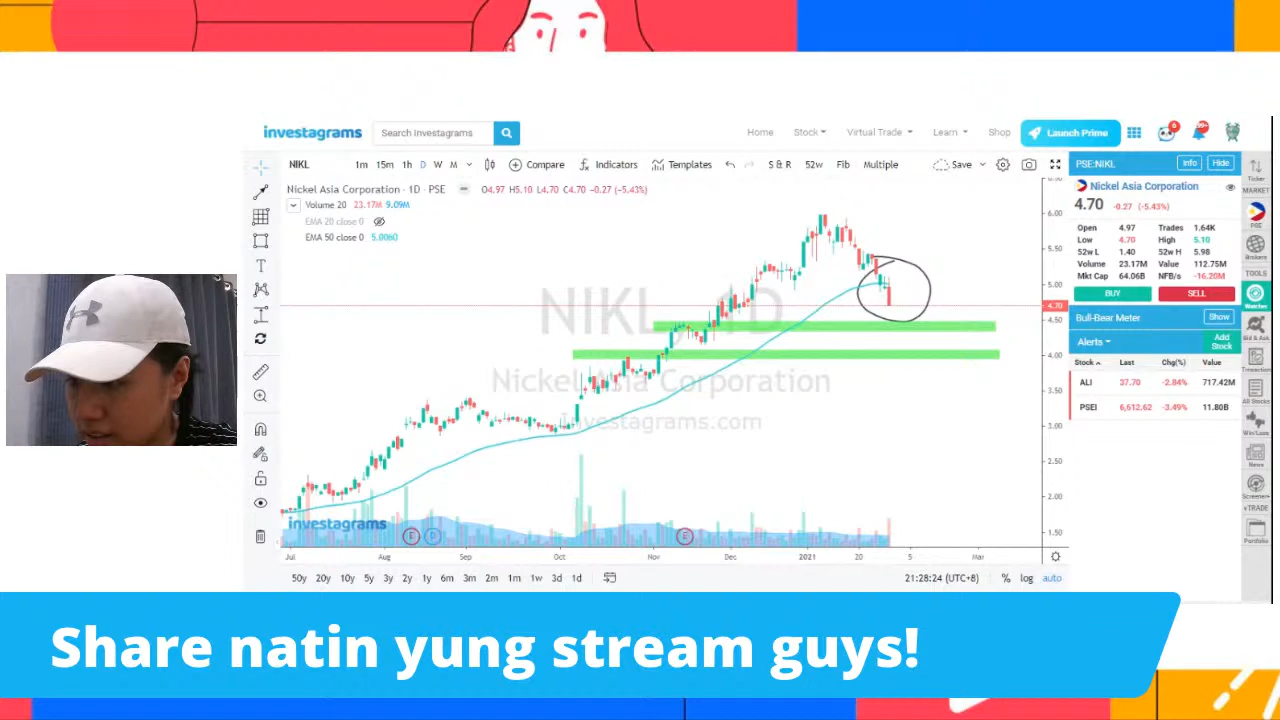 investagrams
Search Investagrams
Home
Stock
Virtual Trade
Learn
Shop
Launch Prime
NIKL
1m 15m 1h D W M
Compare
Indicators
Templates
S & R
52w
Fib
Multiple
Save
Nickel Asia Corporation · 1D · PSE
O4.97 H5.10 L4.70 C4.70 -0.27 (-5.43%)
Volume 20 23.17M 9.09M
EMA 20 close 0
EMA 50 close 0 5.0060
NIKL, 1D
Nickel Asia Corporation
Investagrams.com
6.00
5.50
5.00
4.70
4.50
4.00
3.50
3.00
2.50
2.00
1.50
investagrams
E D E
Jul Aug Sep Oct Nov Dec 2021 20 5 Mar
50y 20y 10y 5y 3y 2y 1y 6m 3m 2m 1m 1w 3d 1d
21:28:24 (UTC+8)
% log auto
PSE:NIKL
Info
Hide
Nickel Asia Corporation
4.70 -0.27 (-5.43%)
Open 4.97 Trades 1.64K
Low 4.70 High 5.10
52w L 1.40 52w H 5.98
Volume 23.17M Value 112.75M
Mkt Cap 64.06B NFB/s -16.20M
BUY
SELL
Bull-Bear Meter
Show
Alerts
Add
Stock
Stock Last Chg(%) Value
ALI 37.70 -2.84% 717.42M
PSEI 6,612.62 -3.49% 11.80B
Ticker
MARKET
PSE
Brokers
TOOLS
Watcher
Bid & Ask
All Stocks
Win/Lose
News
Screener+
vTRADE
Portfolio
Share natin yung stream guys!